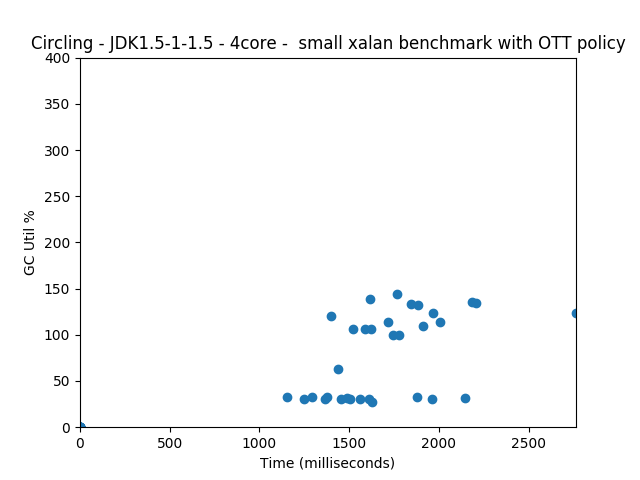 Circling - JDK1.5-1-1.5 - 4core -  small xalan benchmark with OTT policy
400
350
300
250
200
150
100
50
0
GC Util %
0 500 1000 1500 2000 2500
Time (milliseconds)